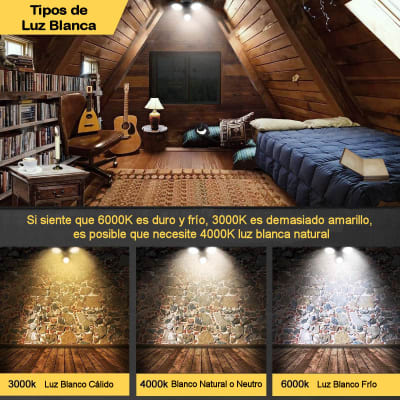 Tipos de
Luz Blanca
Si siente que 6000K es duro y frío, 3000K es demasiado amarillo,
es posible que necesite 4000K luz blanca natural
3000k Luz Blanco Cálido
4000k Blanco Natural o Neutro
6000k Luz Blanco Frío